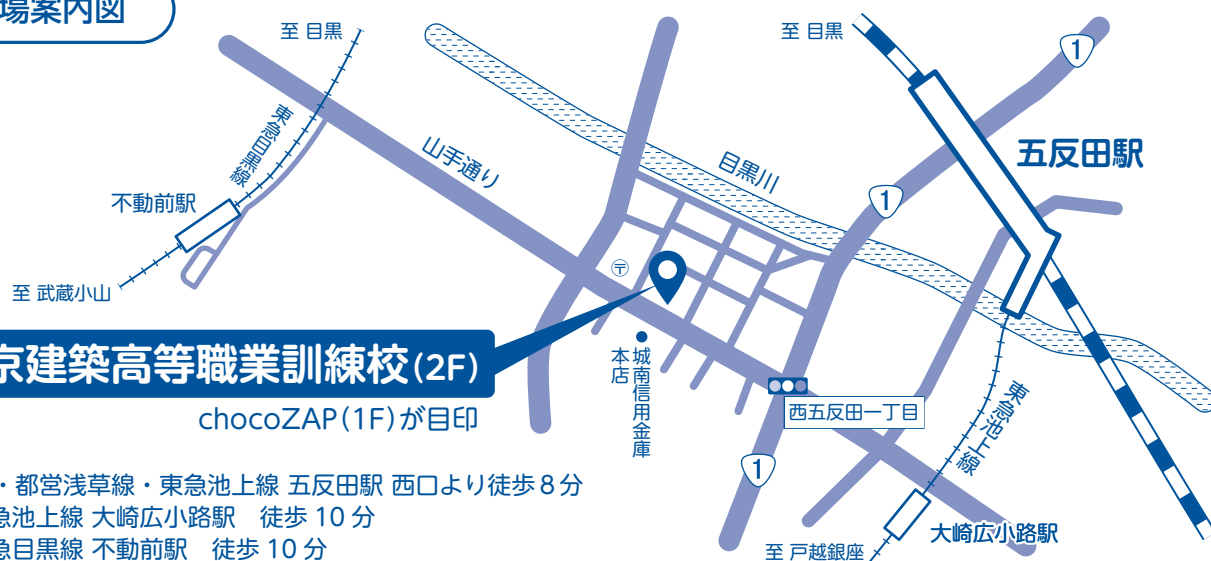 場案内図
至 目黒
至 目黒
1
東急目黒線
山手通り
目黒川
五反田駅
不動前駅
1
〒
至 武蔵小山
京建築高等職業訓練校(2F)
chocoZAP(1F)が目印
城南信用金庫
本店
西五反田一丁目
東急池上線
1
・都営浅草線・東急池上線 五反田駅 西口より徒歩8分
急池上線 大崎広小路駅　徒歩 10 分
急目黒線 不動前駅　徒歩 10 分
大崎広小路駅
至 戸越銀座